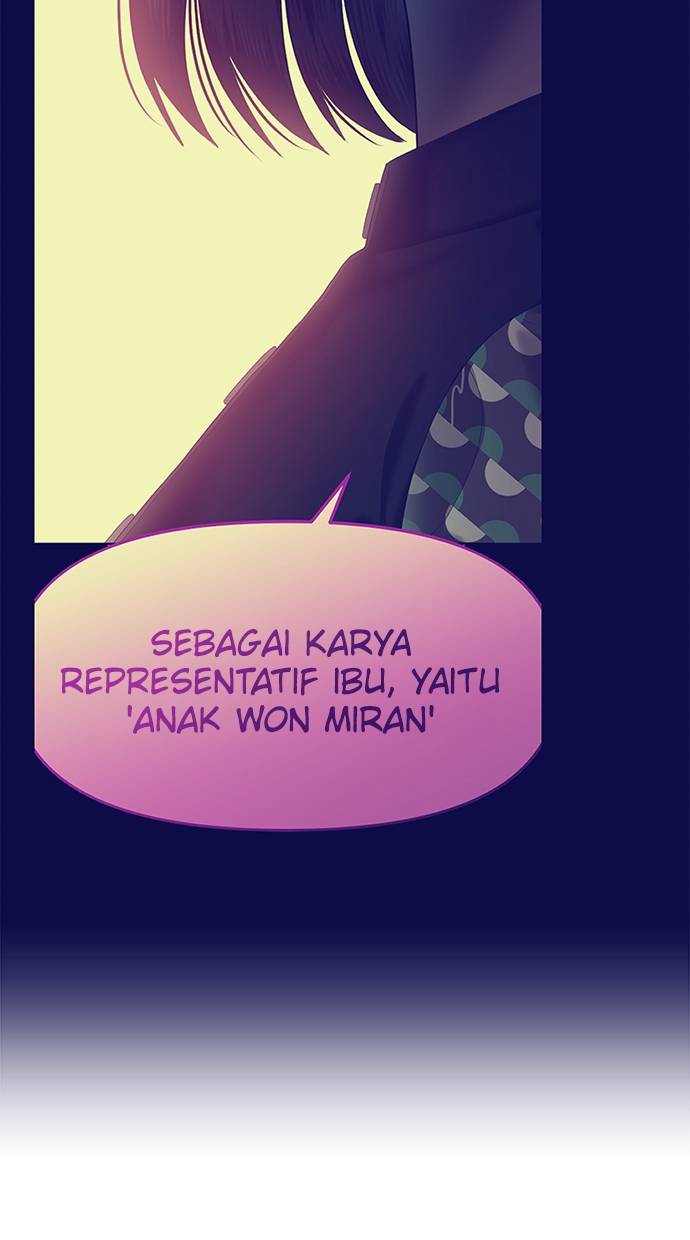 SEBAGAI KARYA
REPRESENTATIF IBU, YAITU
'ANAK WON MIRAN'